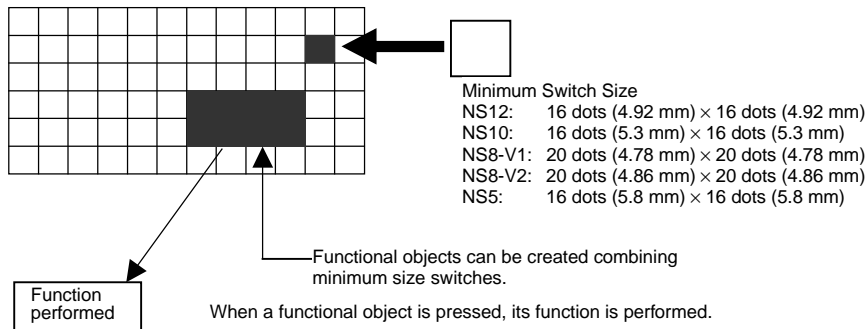 Minimum Switch Size
NS12: 16 dots (4.92 mm) × 16 dots (4.92 mm)
NS10: 16 dots (5.3 mm) × 16 dots (5.3 mm)
NS8-V1: 20 dots (4.78 mm) × 20 dots (4.78 mm)
NS8-V2: 20 dots (4.86 mm) × 20 dots (4.86 mm)
NS5: 16 dots (5.8 mm) × 16 dots (5.8 mm)
Functional objects can be created combining
minimum size switches.
Function
performed
When a functional object is pressed, its function is performed.